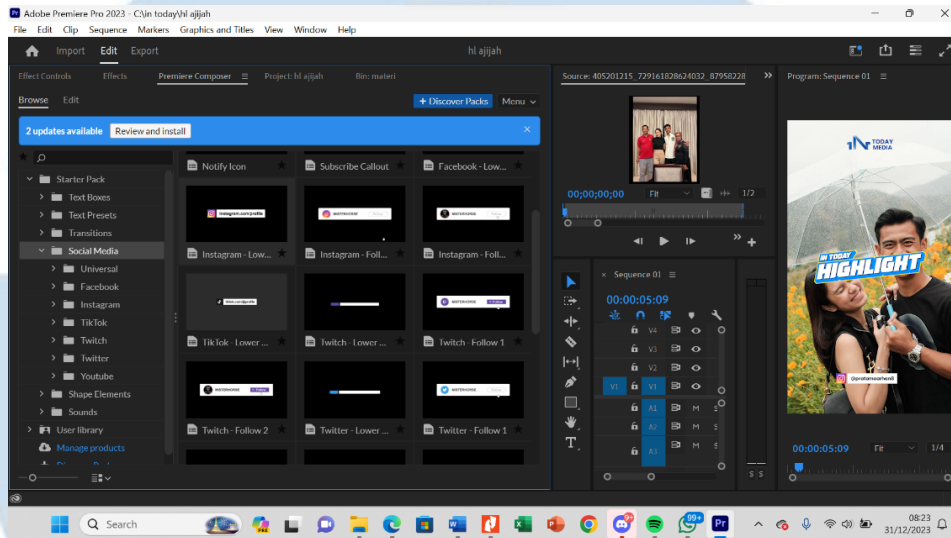 Adobe Premiere Pro 2023 - C:\in today\hl ajijah
File Edit Clip Sequence Markers Graphics and Titles View Window Help
Import Edit Export
hl ajijah
Effect Controls Effects Premiere Composer Project: hl ajijah Bin: materi
Browse Edit
+ Discover Packs Menu
2 updates available Review and install
Starter Pack
Text Boxes
Text Presets
Transitions
Social Media
Universal
Facebook
Instagram
TikTok
Twitch
Twitter
Youtube
Shape Elements
Sounds
User library
Manage products
Notify Icon Subscribe Callout Facebook - Low...
Instagram.com/profile
Instagram - Low... Instagram - Foll... Instagram - Foll...
TikTok - Lower ... Twitch - Lower ... Twitch - Follow 1
Twitch - Follow 2 Twitter - Lower ... Twitter - Follow 1
Source: 405201215_729161828624032_87958228
00;00;00;00 Fit 1/2
× Sequence 01
00:00:05:09
V4
V3
V2
V1 V1
A1 M S
A2 M S
A3 M S
S S
Program: Sequence 01
TODAY
MEDIA
IN TODAY
HIGHLIGHT
00:00:05:09 Fit 1/4
Search
99+
08:23
31/12/2023